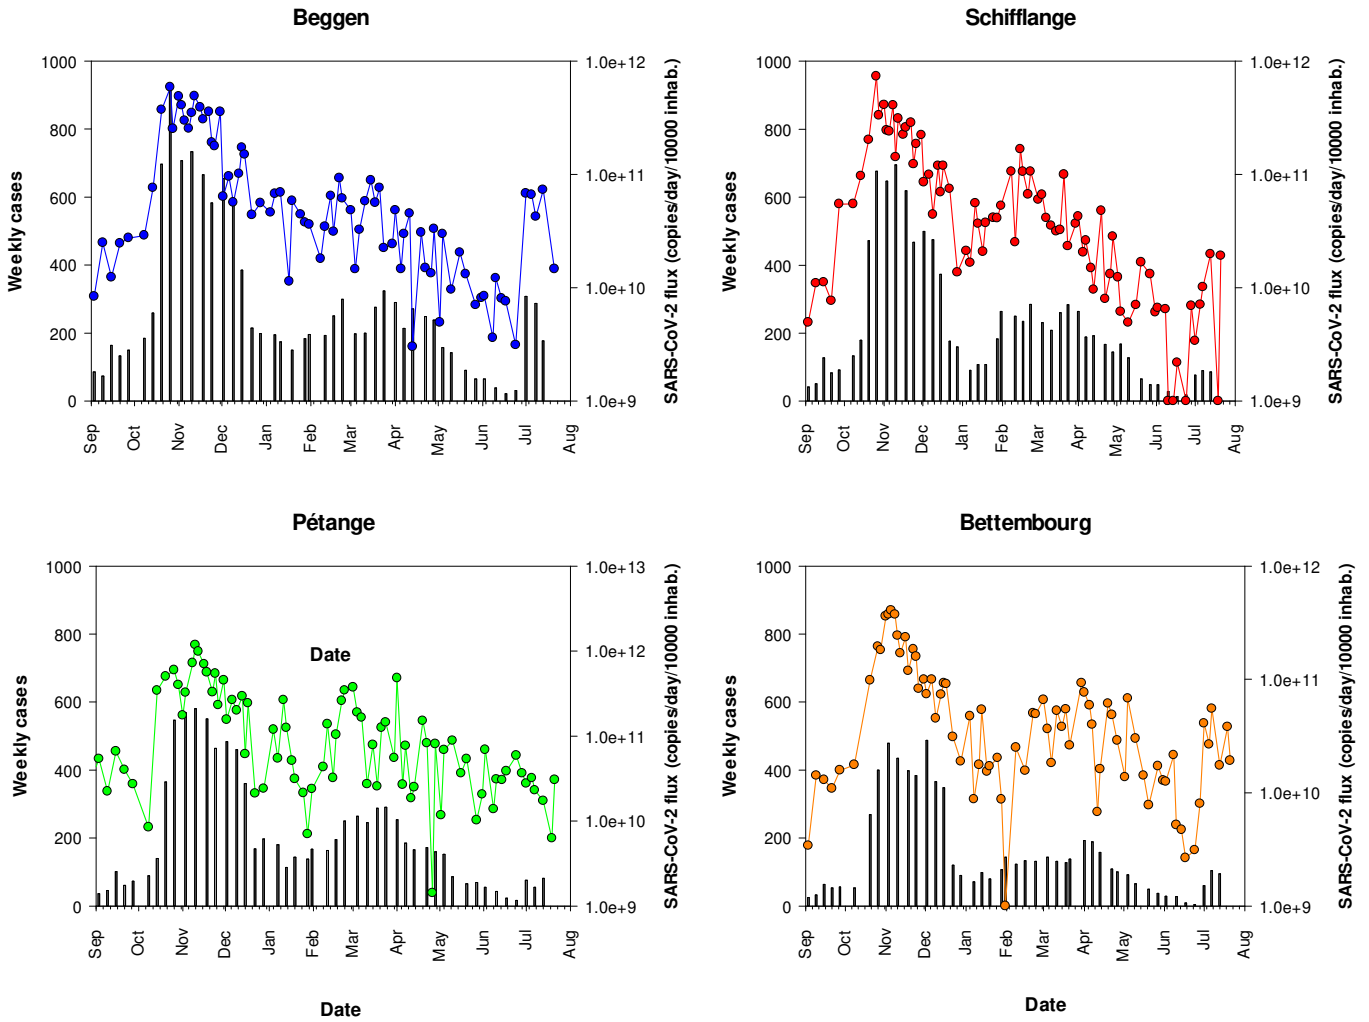 Beggen
1000
800
600
400
200
0
Weekly cases
1.0e+12
1.0e+11
1.0e+10
1.0e+9
SARS-CoV-2 flux (copies/day/10000 inhab.)
Sep Oct Nov Dec Jan Feb Mar Apr May Jun Jul Aug
Schifflange
1000
800
600
400
200
0
Weekly cases
1.0e+12
1.0e+11
1.0e+10
1.0e+9
SARS-CoV-2 flux (copies/day/10000 inhab.)
Sep Oct Nov Dec Jan Feb Mar Apr May Jun Jul Aug
Pétange
1000
800
600
400
200
0
Weekly cases
Date
1.0e+13
1.0e+12
1.0e+11
1.0e+10
1.0e+9
SARS-CoV-2 flux (copies/day/10000 inhab.)
Sep Oct Nov Dec Jan Feb Mar Apr May Jun Jul Aug
Date
Bettembourg
1000
800
600
400
200
0
Weekly cases
1.0e+12
1.0e+11
1.0e+10
1.0e+9
SARS-CoV-2 flux (copies/day/10000 inhab.)
Sep Oct Nov Dec Jan Feb Mar Apr May Jun Jul Aug
Date